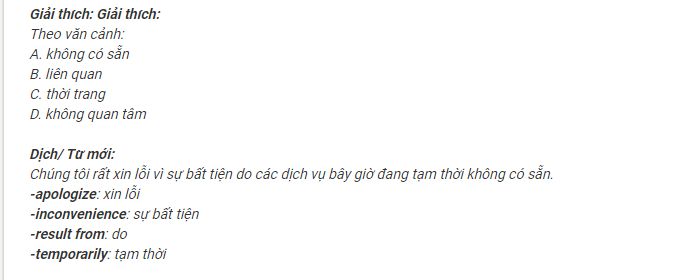 Giải thích: Giải thích:
Theo văn cảnh:
A. không có sẵn
B. liên quan
C. thời trang
D. không quan tâm
Dịch/ Từ mới:
Chúng tôi rất xin lỗi vì sự bất tiện do các dịch vụ bây giờ đang tạm thời không có sẵn.
-apologize: xin lỗi
-inconvenience: sự bất tiện
-result from: do
-temporarily: tạm thời